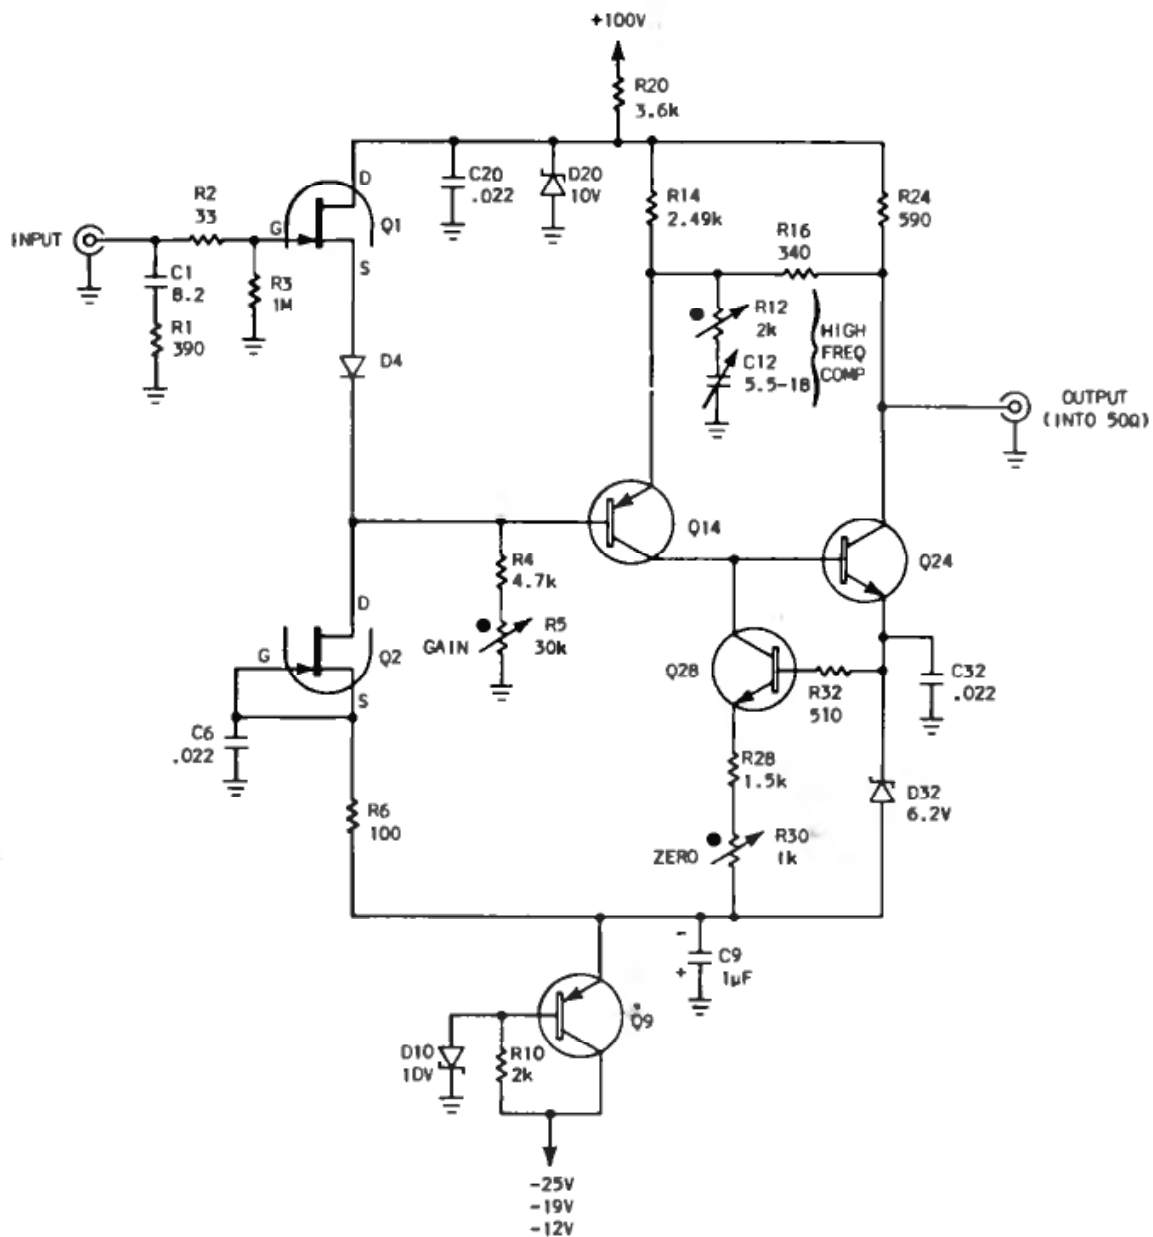 +100V
R20
3.6k
D
C20
.022
D20
10V
R14
2.49k
R24
590
R2
33
G
Q1
R16
340
INPUT
S
C1
8.2
R3
1M
R12
2k
HIGH
FREQ
COMP
R1
390
D4
C12
5.5-18
OUTPUT
(INTO 50Ω)
Q14
R4
4.7k
Q24
D
GAIN
R5
30k
G
Q2
Q28
R32
510
C32
.022
S
C6
.022
R28
1.5k
D32
6.2V
R6
100
ZERO
R30
1k
-
+
C9
1µF
Q9
D10
10V
R10
2k
-25V
-19V
-12V